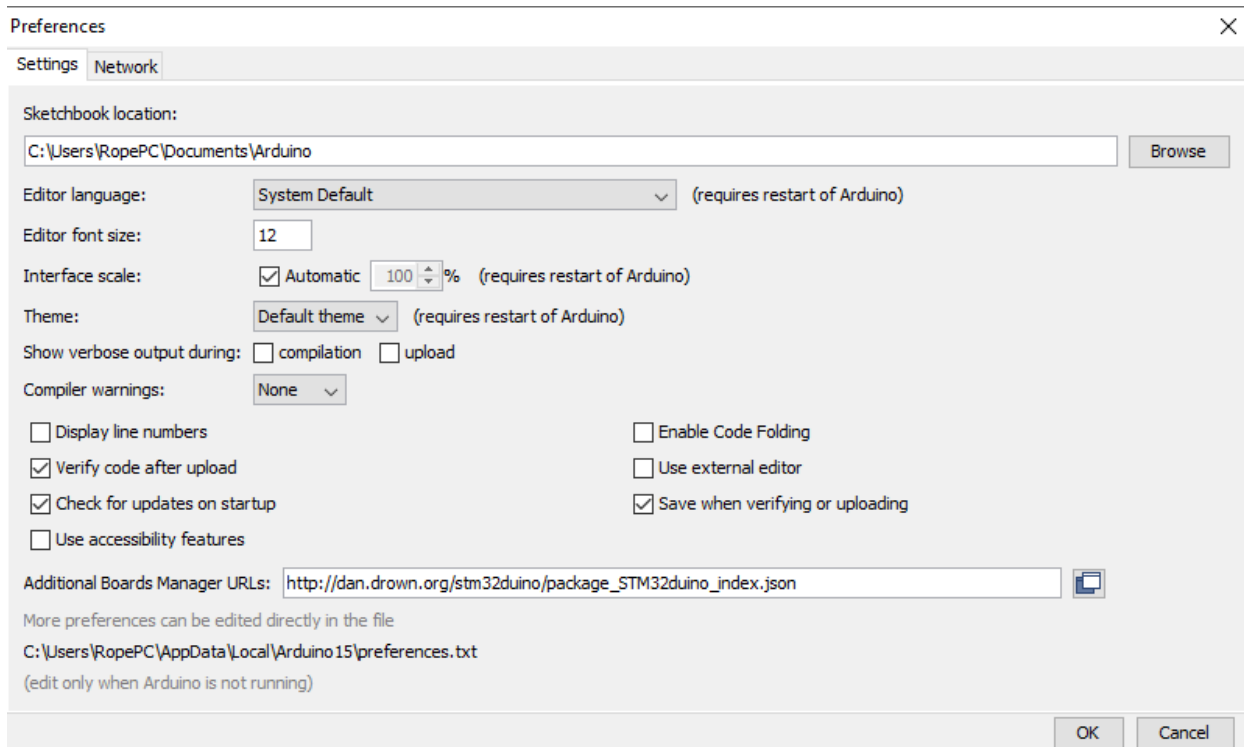 Preferences
Settings Network
Sketchbook location:
C:\Users\RopePC\Documents\Arduino Browse
Editor language: System Default (requires restart of Arduino)
Editor font size: 12
Interface scale: Automatic 100 % (requires restart of Arduino)
Theme: Default theme (requires restart of Arduino)
Show verbose output during: compilation upload
Compiler warnings: None
Display line numbers Enable Code Folding
Verify code after upload Use external editor
Check for updates on startup Save when verifying or uploading
Use accessibility features
Additional Boards Manager URLs: http://dan.drown.org/stm32duino/package_STM32duino_index.json
More preferences can be edited directly in the file
C:\Users\RopePC\AppData\Local\Arduino15\preferences.txt
(edit only when Arduino is not running)
OK Cancel